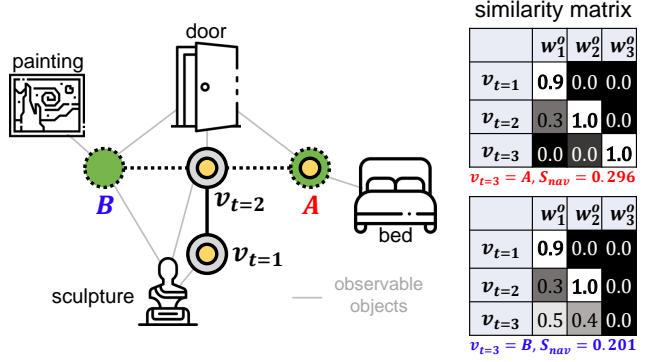 similarity matrix
door
painting
B
v_{t=2}
A
v_{t=1}
bed
sculpture
observable
objects
w_1^o w_2^o w_3^o
v_{t=1} 0.9 0.0 0.0
v_{t=2} 0.3 1.0 0.0
v_{t=3} 0.0 0.0 1.0
v_{t=3} = A, S_{nav} = 0.296
w_1^o w_2^o w_3^o
v_{t=1} 0.9 0.0 0.0
v_{t=2} 0.3 1.0 0.0
v_{t=3} 0.5 0.4 0.0
v_{t=3} = B, S_{nav} = 0.201